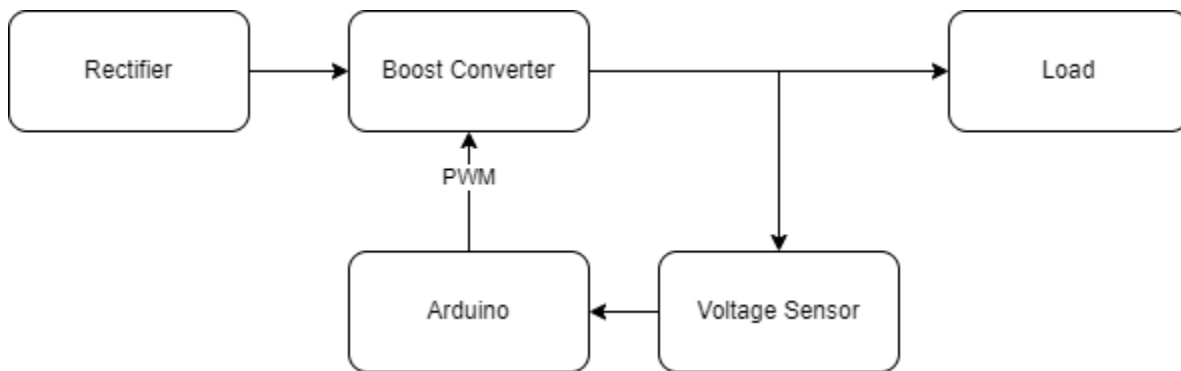 Rectifier
Boost Converter
Load
PWM
Arduino
Voltage Sensor